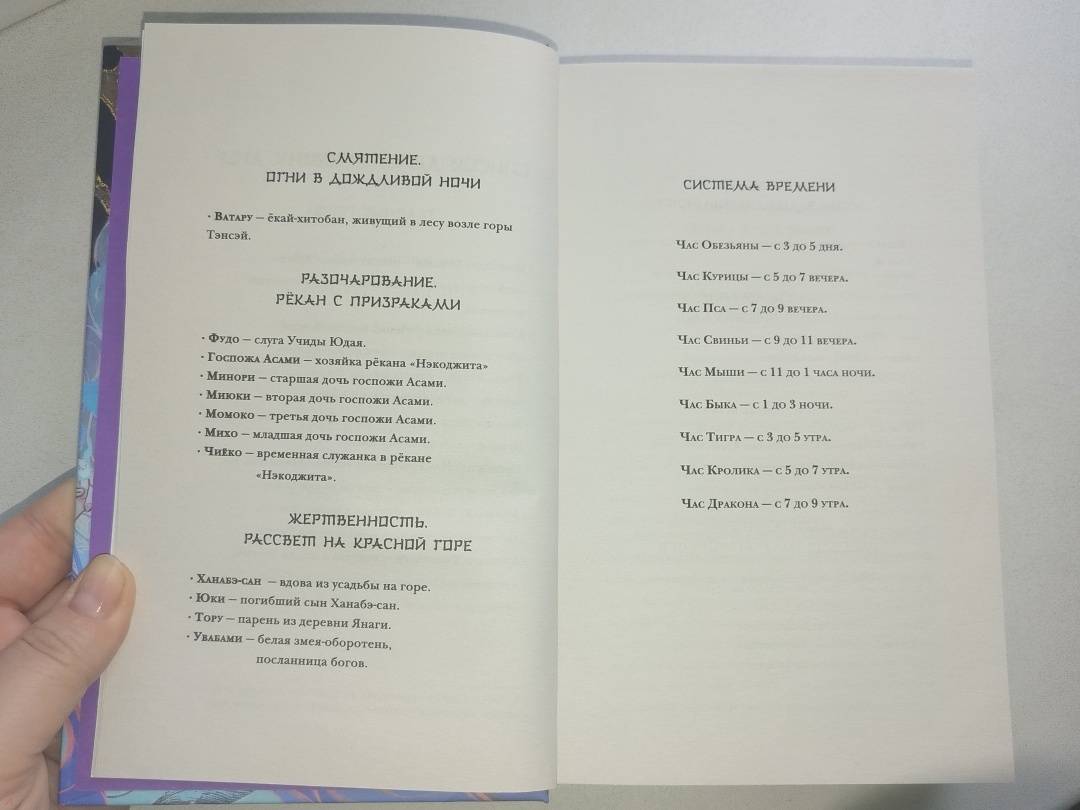 СМЯТЕНИЕ.
ОГНИ В ДОЖДЛИВОЙ НОЧИ
• Ватару — ёкай-хитобан, живущий в лесу возле горы
Тэнсэй.
РАЗОЧАРОВАНИЕ.
РЁКАН С ПРИЗРАКАМИ
• Фудо — слуга Учиды Юдая.
• Госпожа Асами — хозяйка рёкана «Нэкоджита»
• Минори — старшая дочь госпожи Асами.
• Миюки — вторая дочь госпожи Асами.
• Момоко — третья дочь госпожи Асами.
• Михо — младшая дочь госпожи Асами.
• Чиёко — временная служанка в рёкане
«Нэкоджита».
ЖЕРТВЕННОСТЬ.
РАССВЕТ НА КРАСНОЙ ГОРЕ
• Ханабэ-сан — вдова из усадьбы на горе.
• Юки — погибший сын Ханабэ-сан.
• Тору — парень из деревни Янаги.
• Увабами — белая змея-оборотень,
посланница богов.
СИСТЕМА ВРЕМЕНИ
Час Обезьяны — с 3 до 5 дня.
Час Курицы — с 5 до 7 вечера.
Час Пса — с 7 до 9 вечера.
Час Свиньи — с 9 до 11 вечера.
Час Мыши — с 11 до 1 часа ночи.
Час Быка — с 1 до 3 ночи.
Час Тигра — с 3 до 5 утра.
Час Кролика — с 5 до 7 утра.
Час Дракона — с 7 до 9 утра.